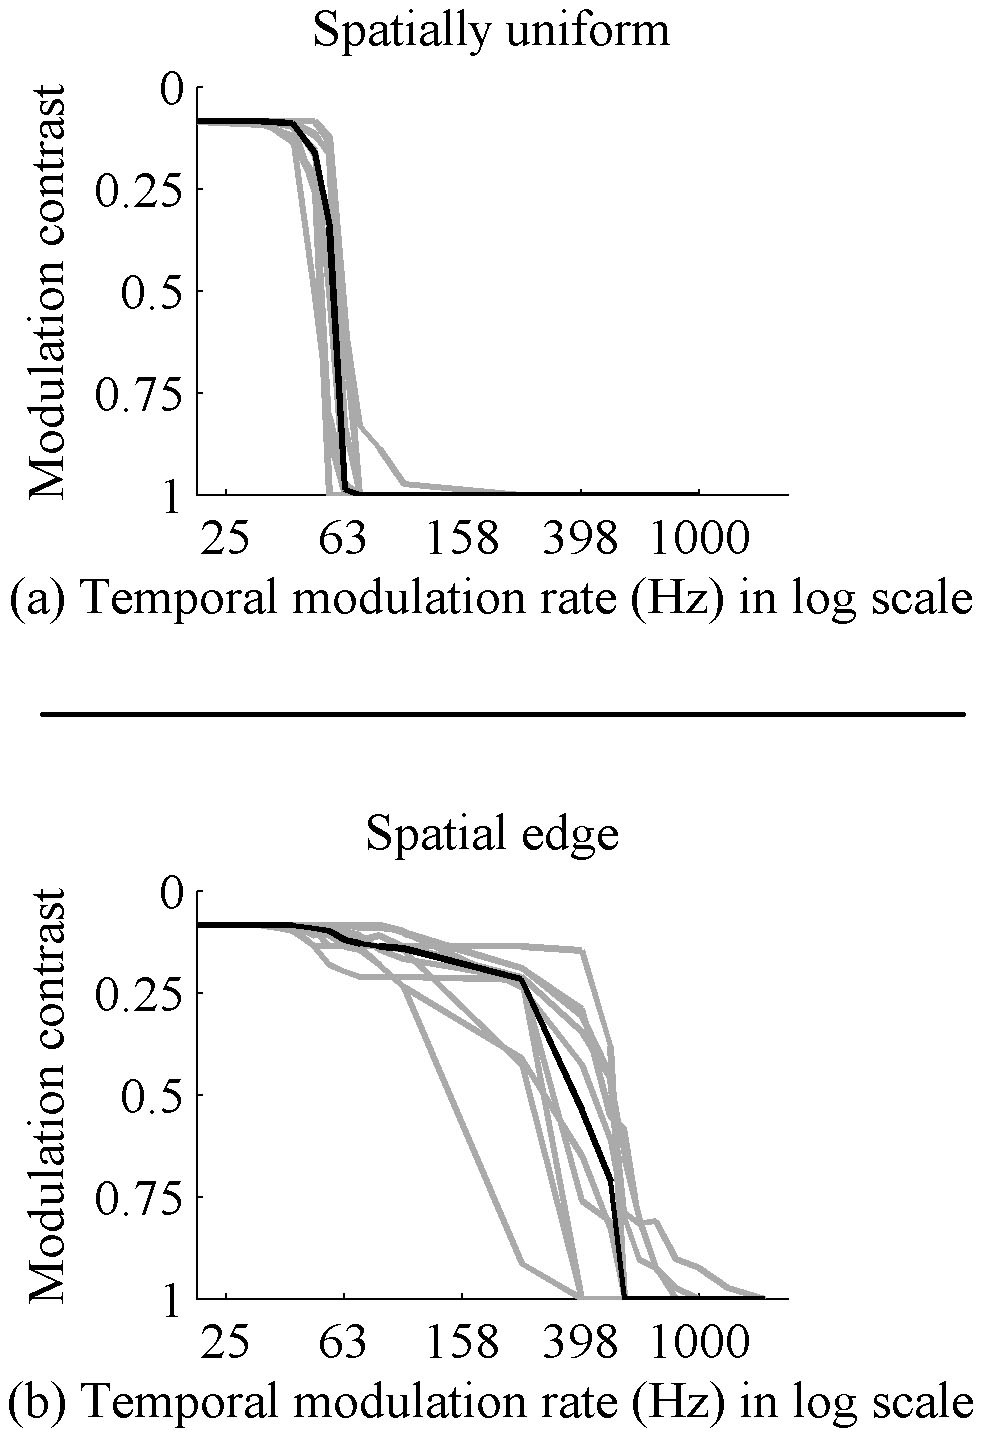 Spatially uniform
Modulation contrast
0
0.25
0.5
0.75
1
25 63 158 398 1000
(a) Temporal modulation rate (Hz) in log scale
Spatial edge
Modulation contrast
0
0.25
0.5
0.75
1
25 63 158 398 1000
(b) Temporal modulation rate (Hz) in log scale